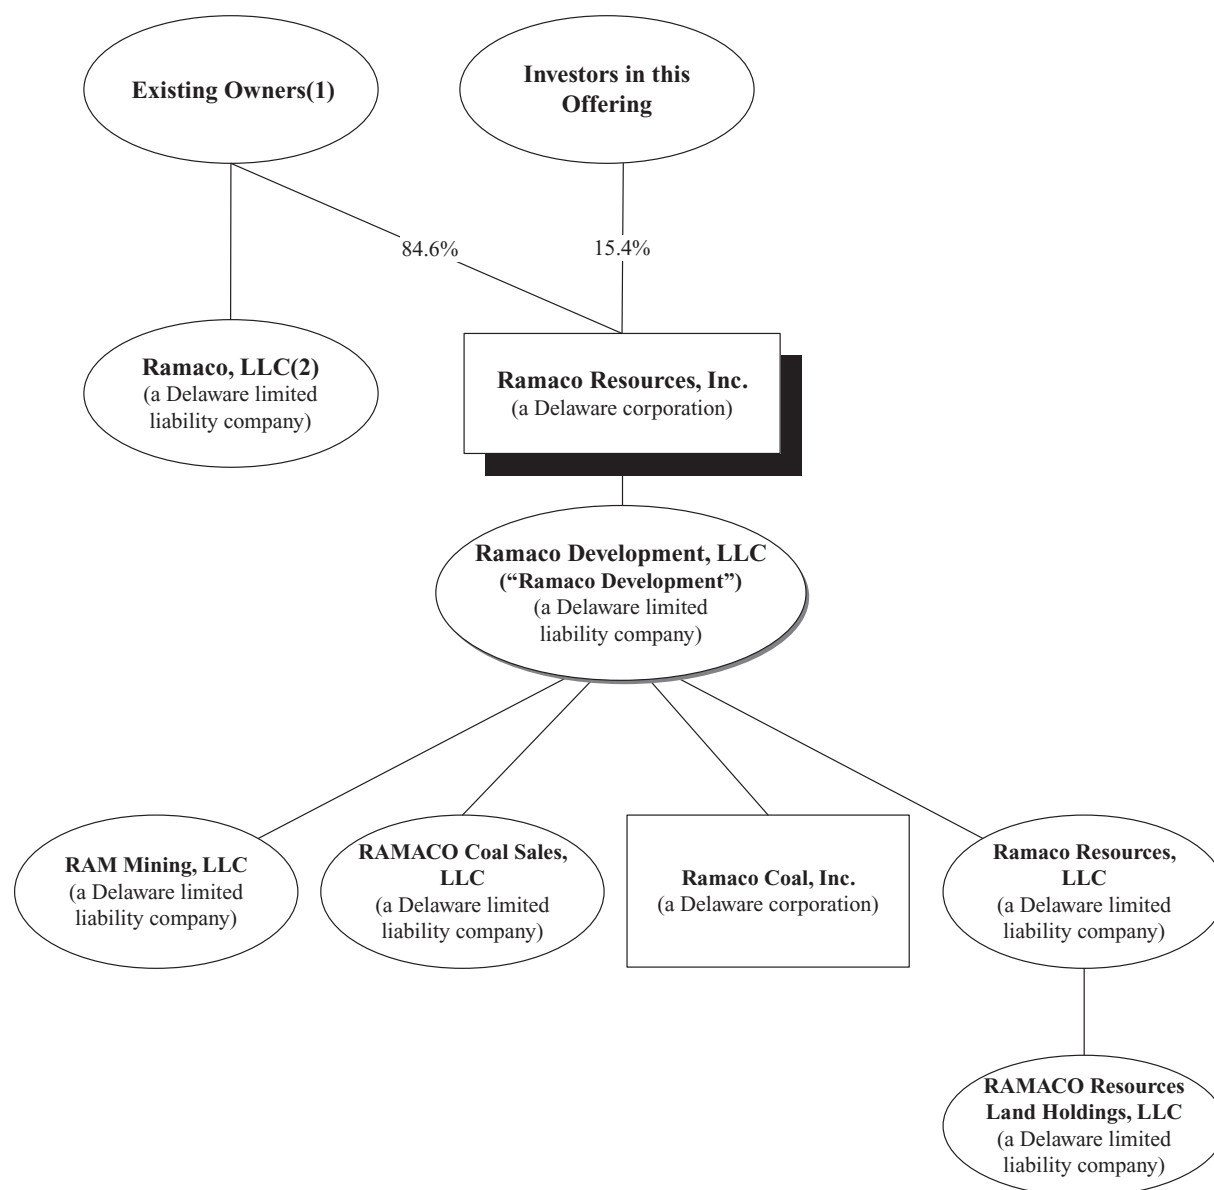 Existing Owners(1)
Investors in this
Offering
84.6%
15.4%
Ramaco, LLC(2)
(a Delaware limited
liability company)
Ramaco Resources, Inc.
(a Delaware corporation)
Ramaco Development, LLC
(“Ramaco Development”)
(a Delaware limited
liability company)
RAM Mining, LLC
(a Delaware limited
liability company)
RAMACO Coal Sales,
LLC
(a Delaware limited
liability company)
Ramaco Coal, Inc.
(a Delaware corporation)
Ramaco Resources,
LLC
(a Delaware limited
liability company)
RAMACO Resources
Land Holdings, LLC
(a Delaware limited
liability company)